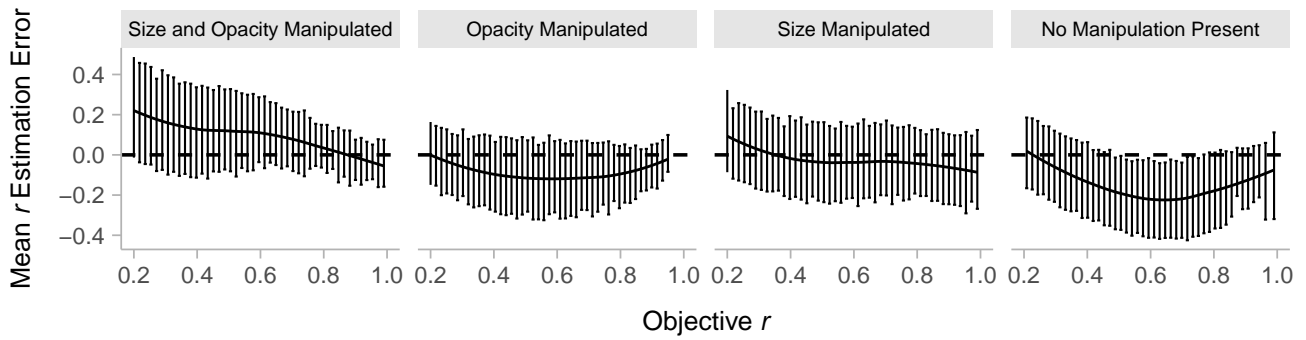 Size and Opacity Manipulated
Opacity Manipulated
Size Manipulated
No Manipulation Present
Mean r Estimation Error
0.4
0.2
0.0
−0.2
−0.4
0.2 0.4 0.6 0.8 1.0
0.2 0.4 0.6 0.8 1.0
0.2 0.4 0.6 0.8 1.0
0.2 0.4 0.6 0.8 1.0
Objective r